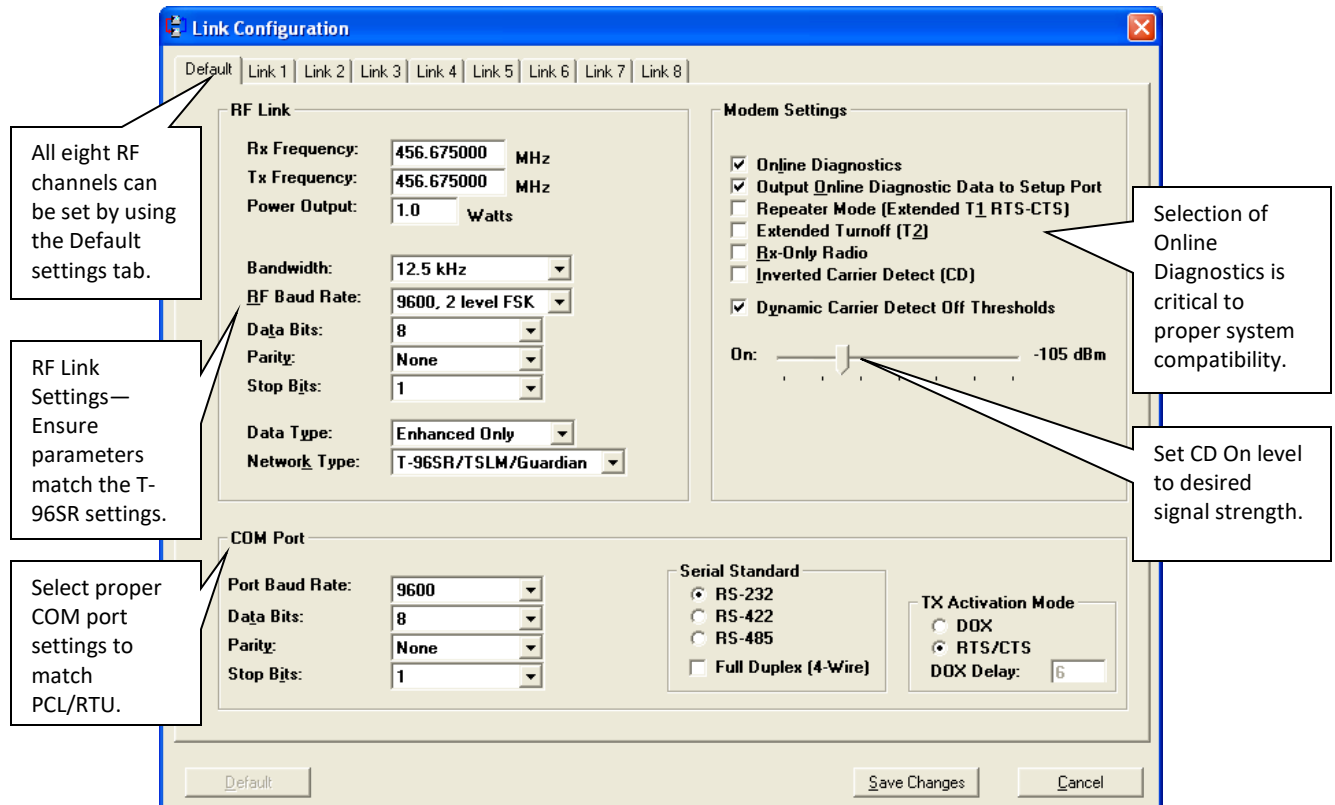 Link Configuration
Default Link 1 Link 2 Link 3 Link 4 Link 5 Link 6 Link 7 Link 8
All eight RF
channels can
be set by using
the Default
settings tab.
RF Link
Rx Frequency: 456.675000 MHz
Tx Frequency: 456.675000 MHz
Power Output: 1.0 Watts
Bandwidth: 12.5 kHz
RF Baud Rate: 9600, 2 level FSK
Data Bits: 8
Parity: None
Stop Bits: 1
Data Type: Enhanced Only
Network Type: T-96SR/TSLM/Guardian
RF Link
Settings—
Ensure
parameters
match the T-
96SR settings.
Modem Settings
Online Diagnostics
Output Online Diagnostic Data to Setup Port
Repeater Mode (Extended T1 RTS-CTS)
Extended Turnoff (T2)
Rx-Only Radio
Inverted Carrier Detect (CD)
Dynamic Carrier Detect Off Thresholds
On: -105 dBm
Selection of
Online
Diagnostics is
critical to
proper system
compatibility.
Set CD On level
to desired
signal strength.
COM Port
Port Baud Rate: 9600
Data Bits: 8
Parity: None
Stop Bits: 1
Select proper
COM port
settings to
match
PCL/RTU.
Serial Standard
RS-232
RS-422
RS-485
Full Duplex (4-Wire)
TX Activation Mode
DOX
RTS/CTS
DOX Delay: 6
Default Save Changes Cancel